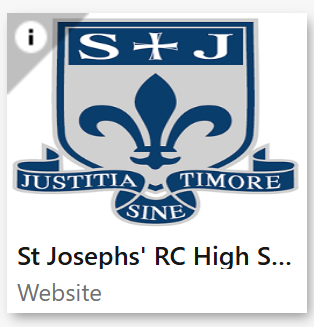 i
S J
JUSTITIA TIMORE
SINE
St Josephs' RC High S...
Website